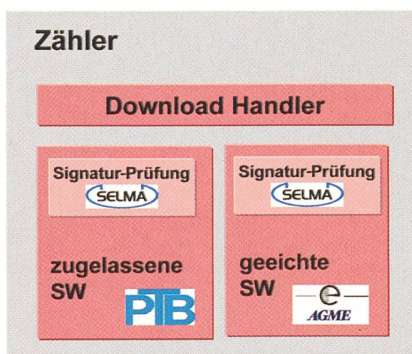 Zähler
Download Handler
Signatur-Prüfung
SELMA
zugelassene
SW
PTB
Signatur-Prüfung
SELMA
geeichte
SW
e
AGME